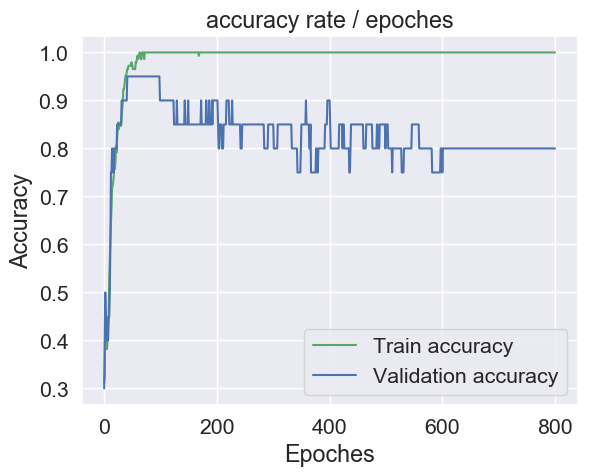 accuracy rate / epoches
1.0
0.9
0.8
0.7
0.6
0.5
0.4
0.3
Accuracy
Train accuracy
Validation accuracy
0 200 400 600 800
Epoches